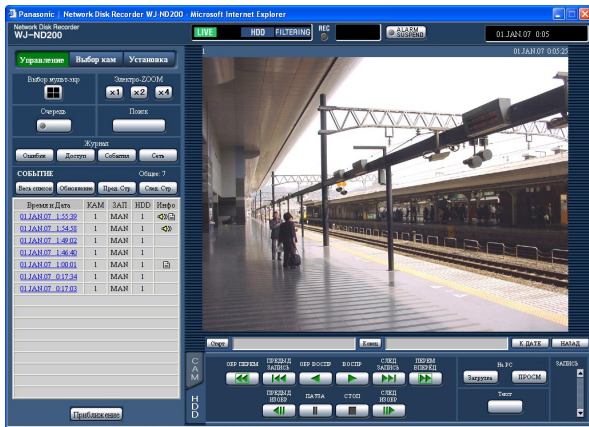 Panasonic | Network Disk Recorder WJ-ND200 - Microsoft Internet Explorer
Network Disk Recorder
WJ-ND200
LIVE HDD FILTERING REC ALARM SUSPEND 01.JAN.07 0:05
Управление Выбор кам Установка
1 01.JAN.07 0:05:25
Выбор мульт-экр Электро-ZOOM
x1 x2 x4
Очередь Поиск
Журнал
Ошибки Доступ События Сеть
СОБЫТИЕ Общие: 7
Весь список Обновление Пред. Стр. След. Стр.
Время и Дата КАМ ЗАП HDD Инфо
01.JAN.07 1:55:39 1 MAN 1
01.JAN.07 1:54:58 1 MAN 1
01.JAN.07 1:49:02 1 MAN 1
01.JAN.07 1:46:40 1 MAN 1
01.JAN.07 1:00:01 1 MAN 1
01.JAN.07 0:17:34 1 MAN 1
01.JAN.07 0:17:03 1 MAN 1
Старт Конец К ДАТЕ НАЗАД
CAM
ОБР ПЕРЕМ ПРЕДЫД ЗАПИСЬ ОБР ВОСПР ВОСПР СЛЕД ЗАПИСЬ ПЕРЕМ ВПЕРЁД
На PC ЗАПИСЬ
Загрузка ПРОСМ
HDD
ПРЕДЫД ИЗОБР ПАУЗА СТОП СЛЕД ИЗОБР
Текст
Приближение